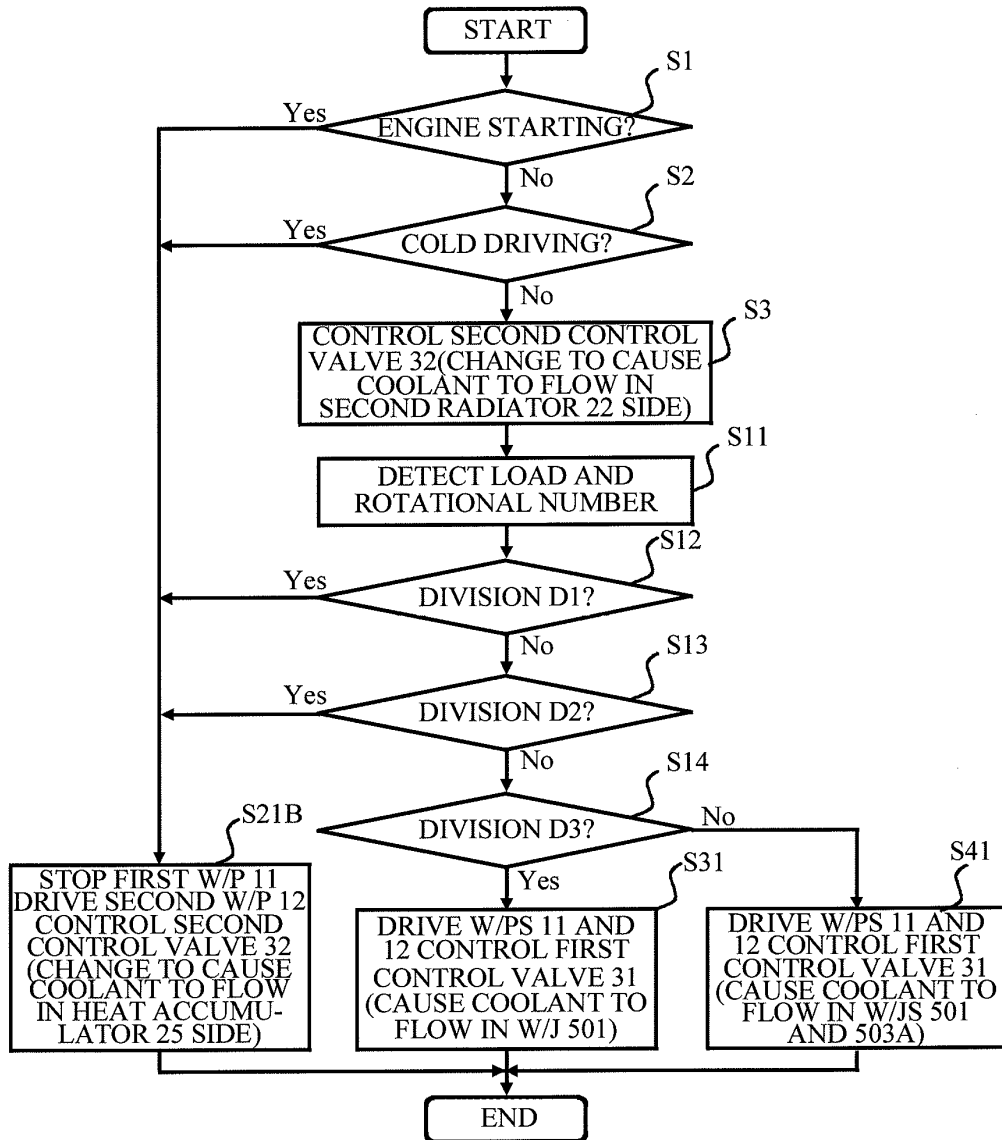 START
S1
Yes
ENGINE STARTING?
No
S2
Yes
COLD DRIVING?
No
S3
CONTROL SECOND CONTROL
VALVE 32(CHANGE TO CAUSE
COOLANT TO FLOW IN
SECOND RADIATOR 22 SIDE)
S11
DETECT LOAD AND
ROTATIONAL NUMBER
S12
Yes
DIVISION D1?
No
S13
Yes
DIVISION D2?
No
S14
DIVISION D3?
No
Yes
S21B
STOP FIRST W/P 11
DRIVE SECOND W/P 12
CONTROL SECOND
CONTROL VALVE 32
(CHANGE TO CAUSE
COOLANT TO FLOW
IN HEAT ACCUMU-
LATOR 25 SIDE)
S31
DRIVE W/PS 11 AND
12 CONTROL FIRST
CONTROL VALVE 31
(CAUSE COOLANT TO
FLOW IN W/J 501)
S41
DRIVE W/PS 11 AND
12 CONTROL FIRST
CONTROL VALVE 31
(CAUSE COOLANT TO
FLOW IN W/JS 501
AND 503A)
END